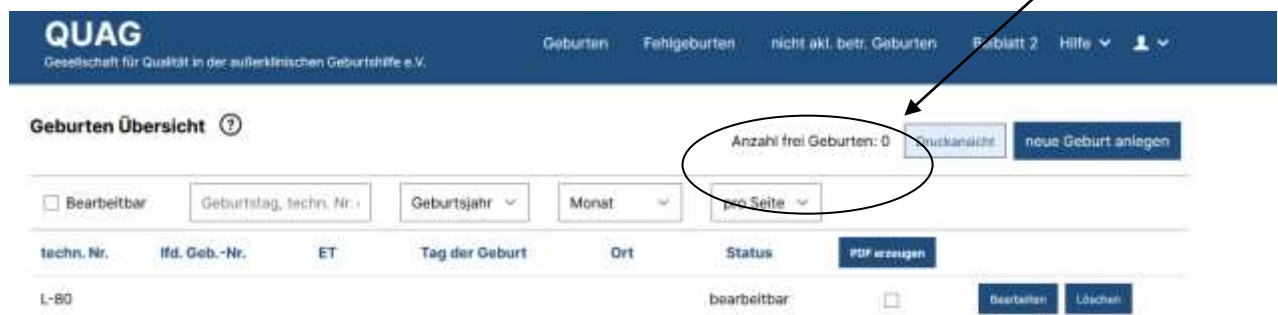 QUAG
Gesellschaft für Qualität in der außerklinischen Geburtshilfe e.V.
Geburten Fehlgeburten nicht akl. betr. Geburten Beiblatt 2 Hilfe
Geburten Übersicht ?
Anzahl frei Geburten: 0 Druckansicht neue Geburt anlegen
Bearbeitbar Geburtstag, techn. Nr. Geburtsjahr Monat pro Seite
techn. Nr. lfd. Geb.-Nr. ET Tag der Geburt Ort Status PDF erzeugen
L-80 bearbeitbar Bearbeiten Löschen